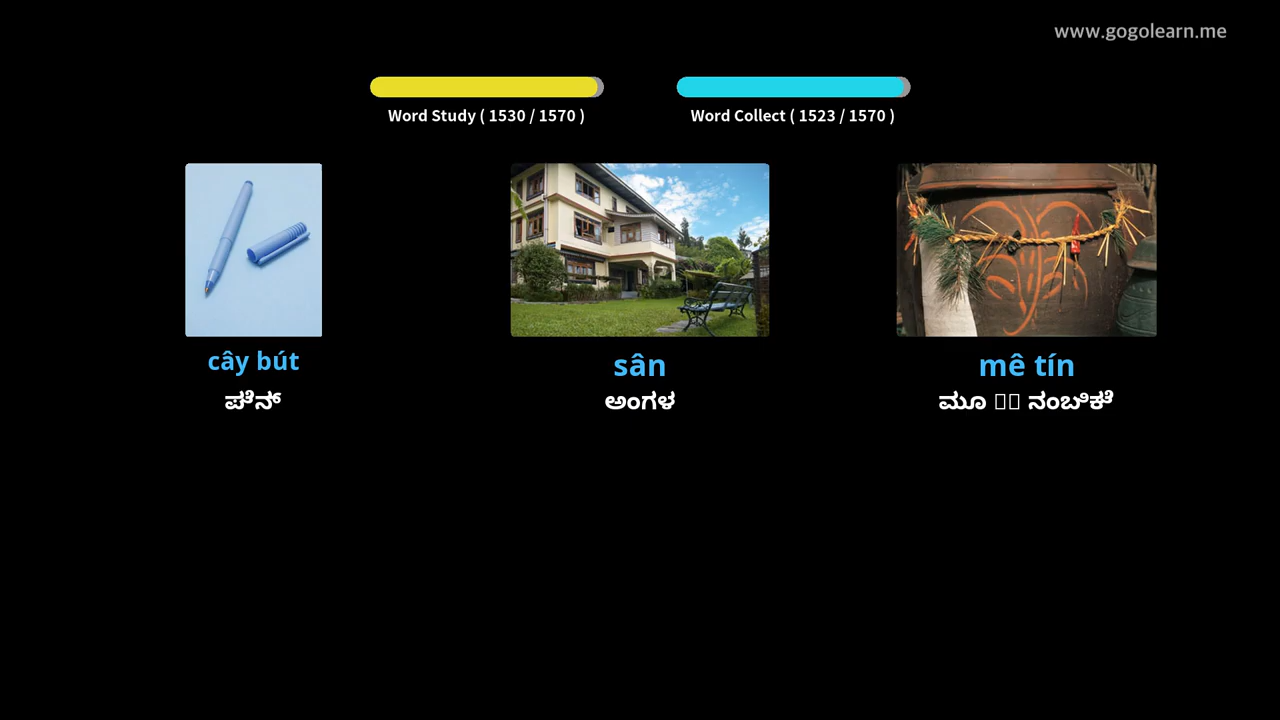 www.gogolearn.me
Word Study ( 1530 / 1570 )
Word Collect ( 1523 / 1570 )
cây bút
ಪೆನ್
sân
ಅಂಗಳ
mê tín
ಮೂ ನಂಬಿಕೆ